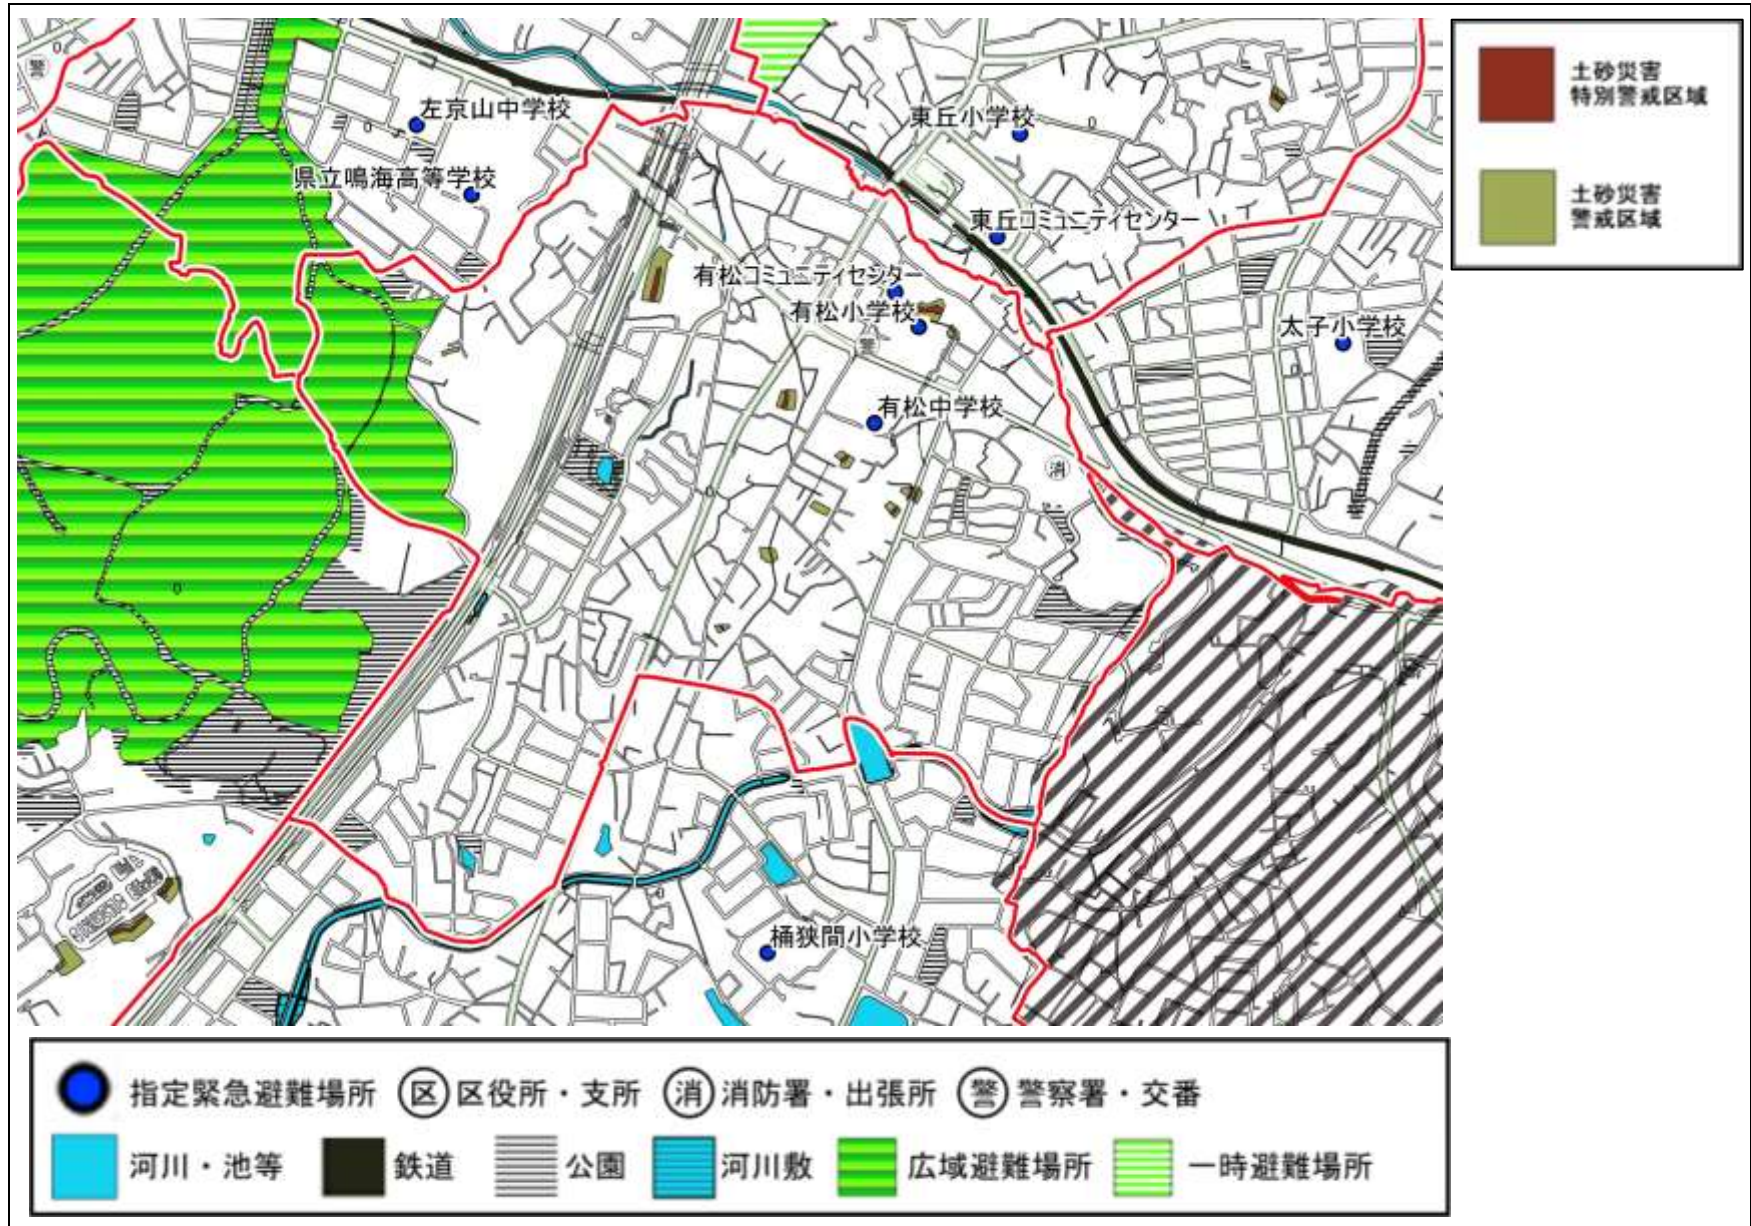 警
左京山中学校
東丘小学校
県立鳴海高等学校
東丘コミュニティセンター
有松コミュニティセンター
有松小学校
警
太子小学校
有松中学校
消
桶狭間小学校
土砂災害
特別警戒区域
土砂災害
警戒区域
指定緊急避難場所 区 区役所・支所 消 消防署・出張所 警 警察署・交番
河川・池等 鉄道 公園 河川敷 広域避難場所 一時避難場所